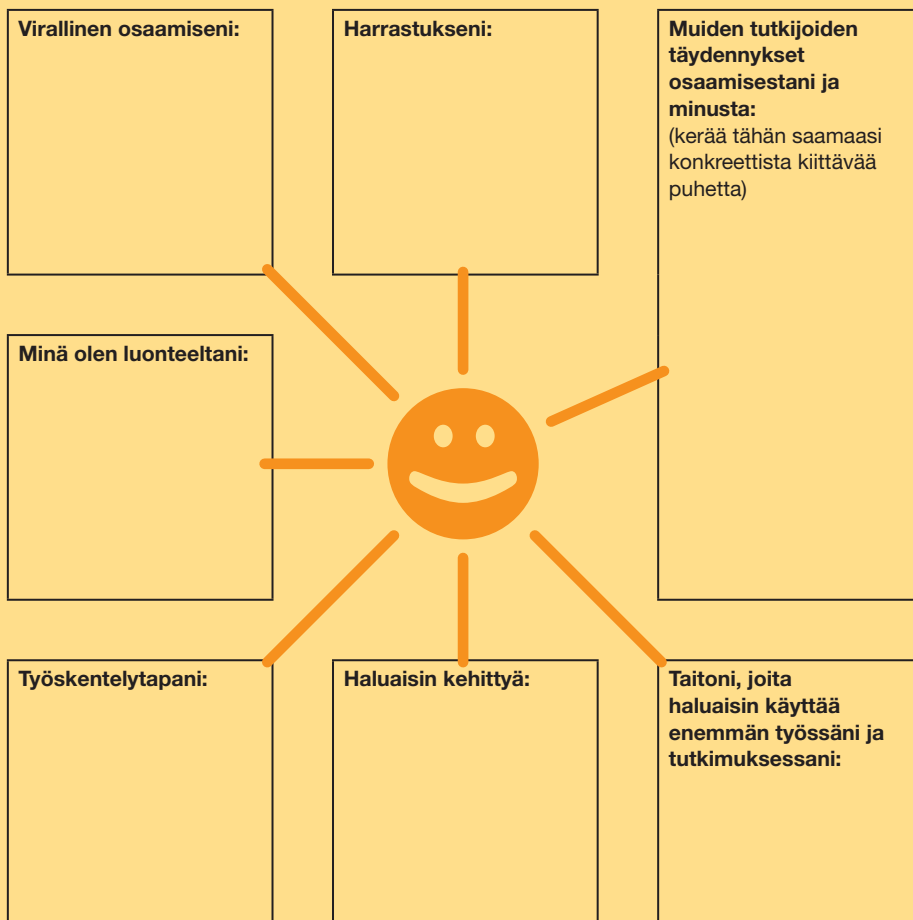 Virallinen osaamiseni:
Harrastukseni:
Muiden tutkijoiden
täydennykset
osaamisestani ja
minusta:
(kerää tähän saamaasi
konkreettista kiittävää
puhetta)
Minä olen luonteeltani:
Työskentelytapani:
Haluaisin kehittyä:
Taitoni, joita
haluaisin käyttää
enemmän työssäni ja
tutkimuksessani: